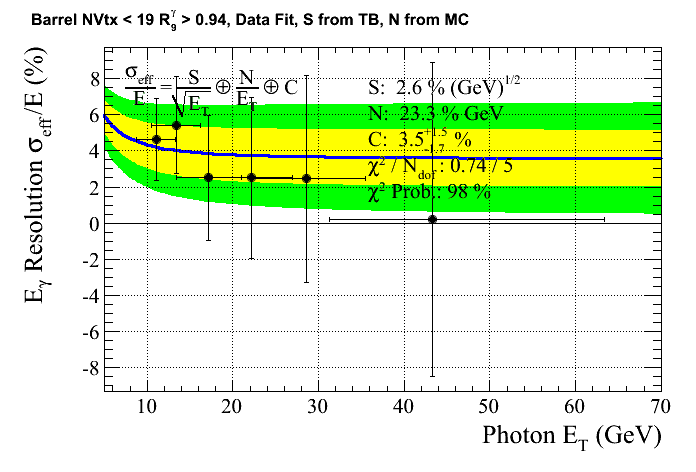 Barrel NVtx < 19 R₉^γ > 0.94, Data Fit, S from TB, N from MC
E_γ Resolution σ_eff/E (%)
σ_eff/E = S/√E_T ⊕ N/E_T ⊕ C
S: 2.6 % (GeV)^1/2
N: 23.3 % GeV
C: 3.5 +1.5 -1.7 %
χ² / N_dof : 0.74 / 5
χ² Prob.: 98 %
8
6
4
2
0
-2
-4
-6
-8
10 20 30 40 50 60 70
Photon E_T (GeV)